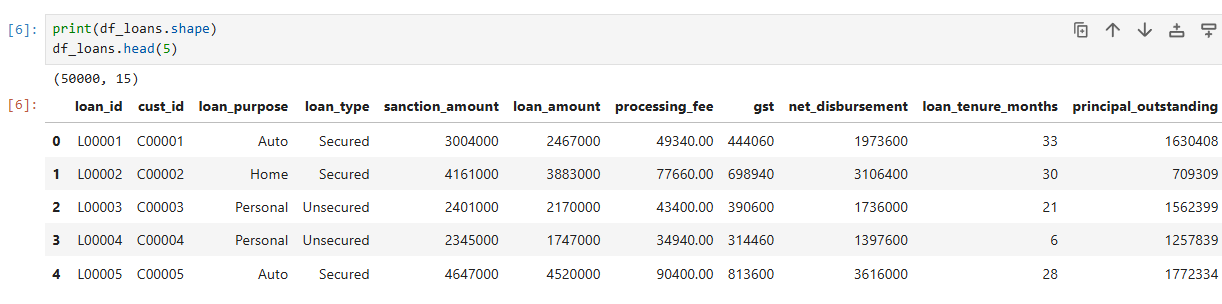 [6]: print(df_loans.shape)
df_loans.head(5)
(50000, 15)
[6]: loan_id cust_id loan_purpose loan_type sanction_amount loan_amount processing_fee gst net_disbursement loan_tenure_months principal_outstanding
0 L00001 C00001 Auto Secured 3004000 2467000 49340.00 444060 1973600 33 1630408
1 L00002 C00002 Home Secured 4161000 3883000 77660.00 698940 3106400 30 709309
2 L00003 C00003 Personal Unsecured 2401000 2170000 43400.00 390600 1736000 21 1562399
3 L00004 C00004 Personal Unsecured 2345000 1747000 34940.00 314460 1397600 6 1257839
4 L00005 C00005 Auto Secured 4647000 4520000 90400.00 813600 3616000 28 1772334